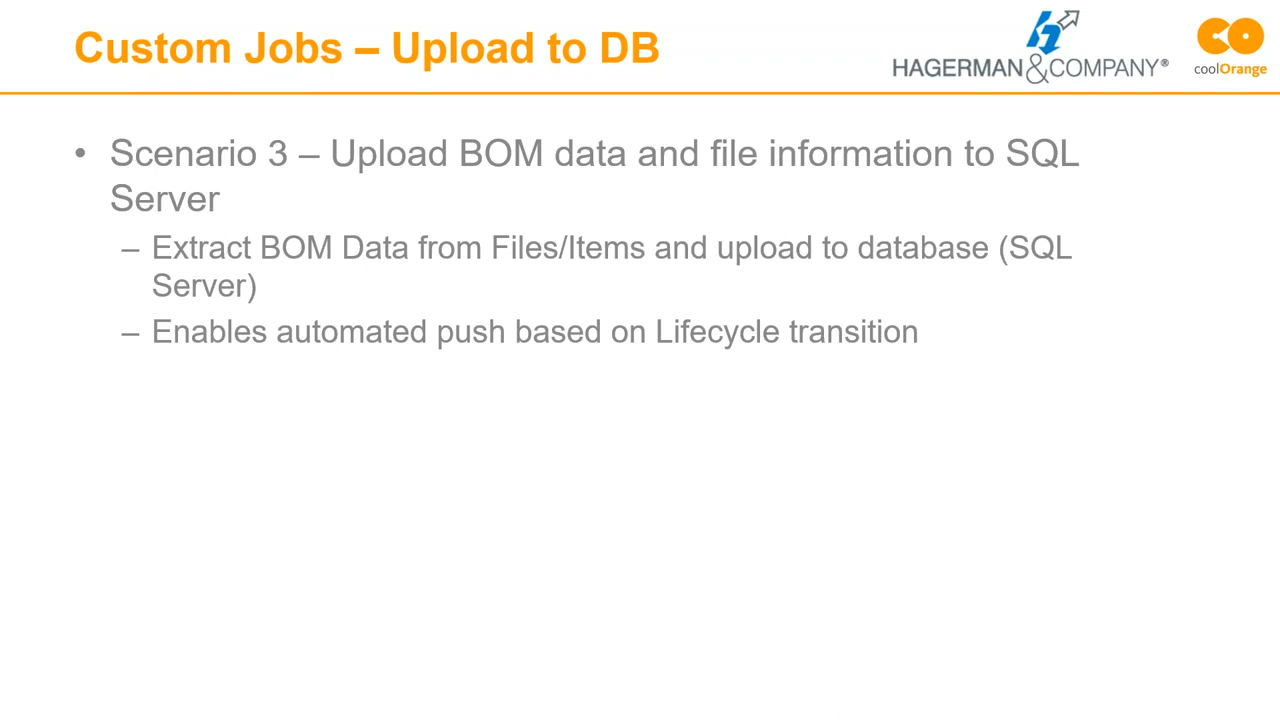 Custom Jobs – Upload to DB
HAGERMAN &COMPANY®
coolOrange
• Scenario 3 – Upload BOM data and file information to SQL
Server
– Extract BOM Data from Files/Items and upload to database (SQL
Server)
– Enables automated push based on Lifecycle transition